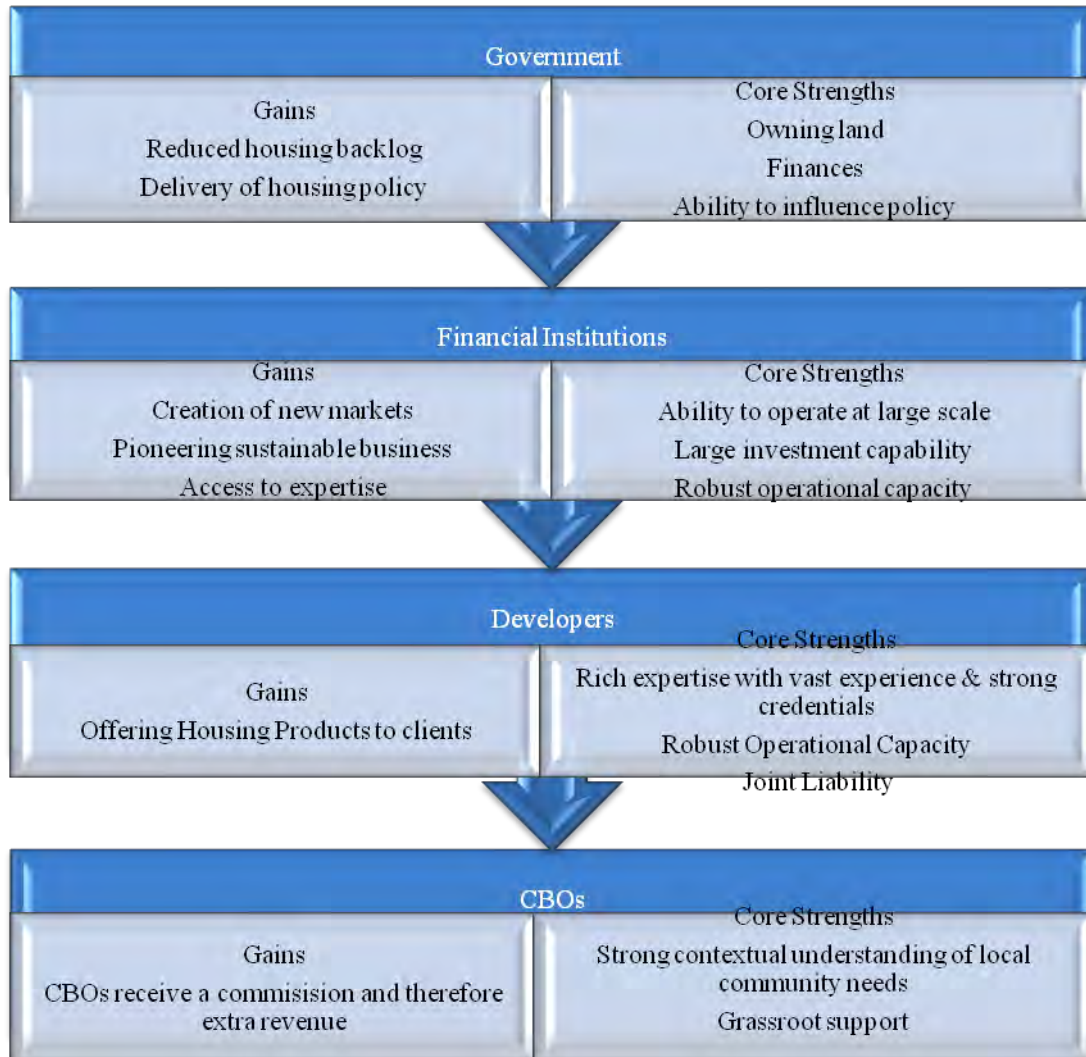 Government
Gains
Reduced housing backlog
Delivery of housing policy
Core Strengths
Owning land
Finances
Ability to influence policy
Financial Institutions
Gains
Creation of new markets
Pioneering sustainable business
Access to expertise
Core Strengths
Ability to operate at large scale
Large investment capability
Robust operational capacity
Developers
Gains
Offering Housing Products to clients
Core Strengths
Rich expertise with vast experience & strong
credentials
Robust Operational Capacity
Joint Liability
CBOs
Gains
CBOs receive a commisision and therefore
extra revenue
Core Strengths
Strong contextual understanding of local
community needs
Grassroot support